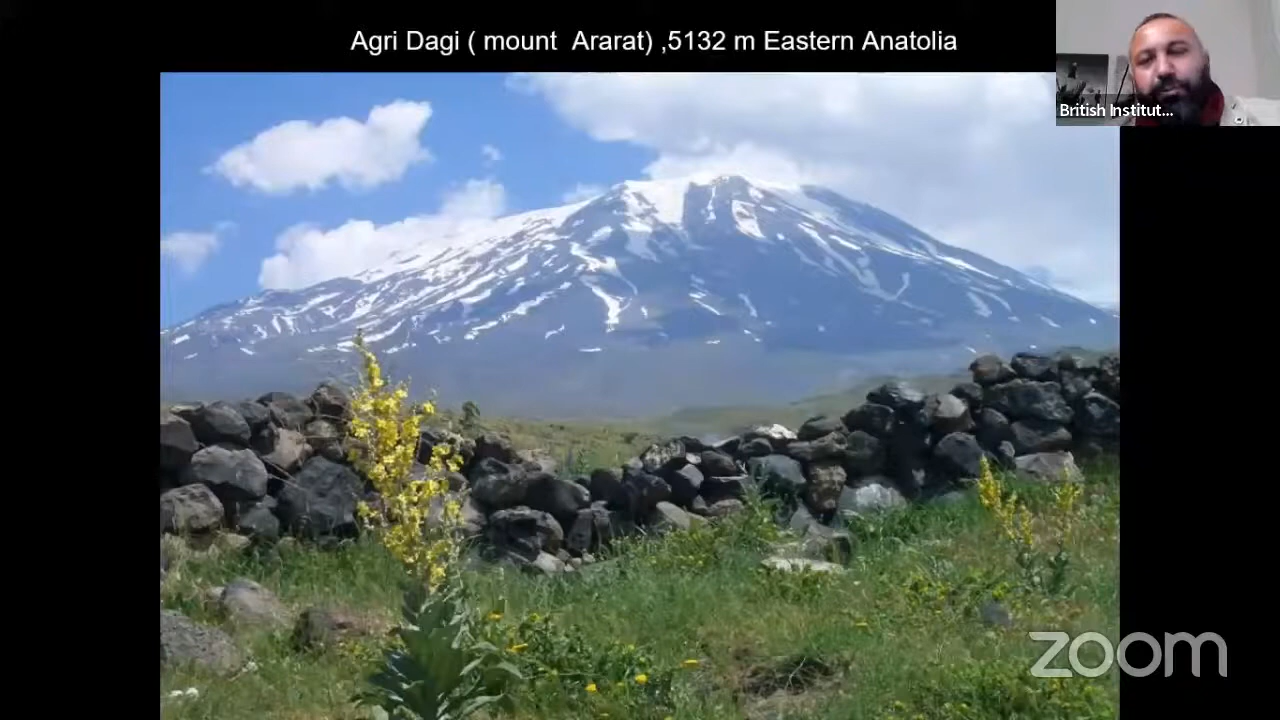 Agri Dagi ( mount  Ararat) ,5132 m Eastern Anatolia
British Institut...
zoom